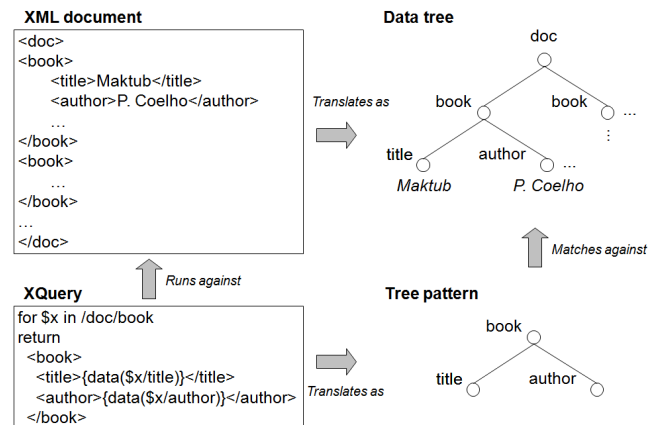 XML document
<doc>
<book>
<title>Maktub</title>
<author>P. Coelho</author>
…
</book>
<book>
…
</book>
…
</doc>
Translates as
Data tree
doc
book
book
...
...
title
author
...
Maktub
P. Coelho
Runs against
Matches against
XQuery
for $x in /doc/book
return
<book>
<title>{data($x/title)}</title>
<author>{data($x/author)}</author>
</book>
Translates as
Tree pattern
book
title
author